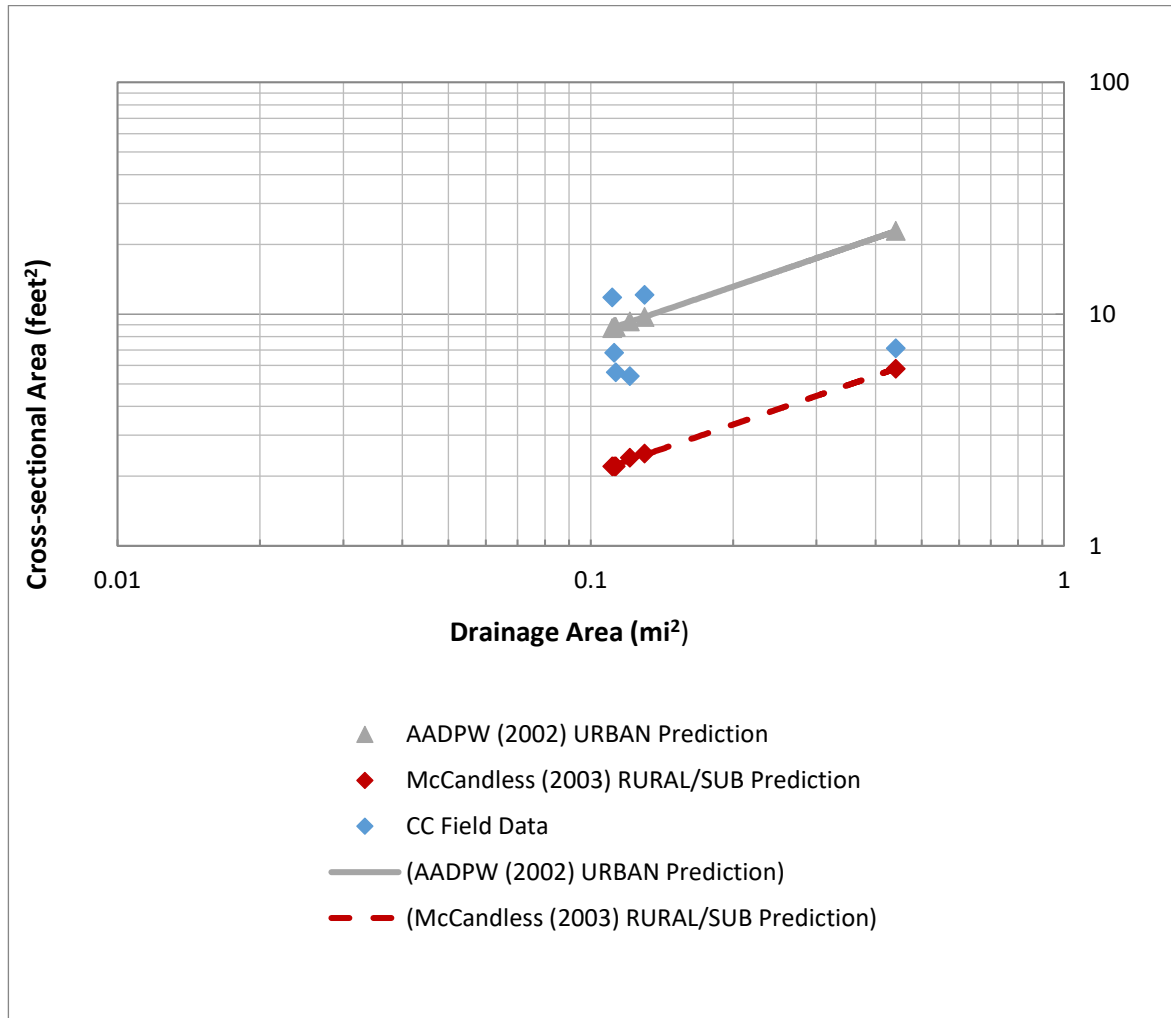 100
10
1
0.01 0.1 1
Cross-sectional Area (feet²)
Drainage Area (mi²)
AADPW (2002) URBAN Prediction
McCandless (2003) RURAL/SUB Prediction
CC Field Data
(AADPW (2002) URBAN Prediction)
(McCandless (2003) RURAL/SUB Prediction)